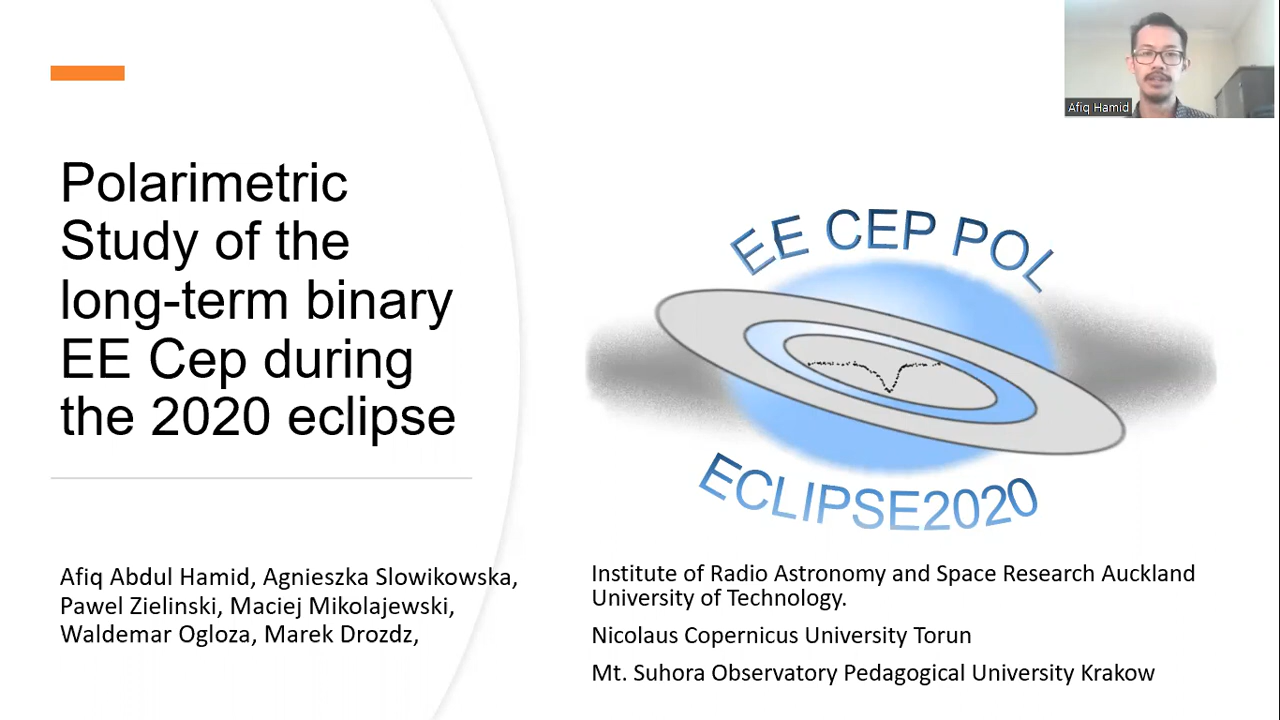 Afiq Hamid
Polarimetric
Study of the
long-term binary
EE Cep during
the 2020 eclipse
EE CEP POL
ECLIPSE2020
Afiq Abdul Hamid, Agnieszka Slowikowska,
Pawel Zielinski, Maciej Mikolajewski,
Waldemar Ogloza, Marek Drozdz,
Institute of Radio Astronomy and Space Research Auckland
University of Technology.
Nicolaus Copernicus University Torun
Mt. Suhora Observatory Pedagogical University Krakow